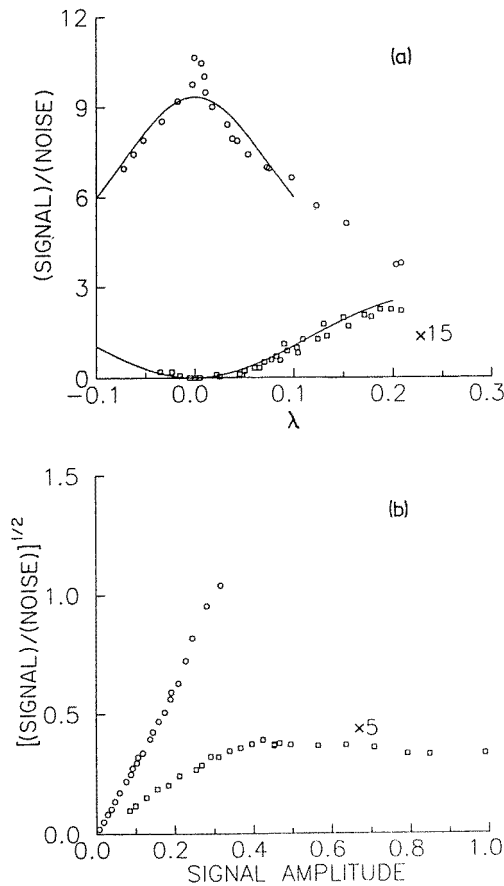 (a)
12
9
6
3
0
(SIGNAL)/(NOISE)
×15
−0.1 0.0 0.1 0.2 0.3
λ
(b)
1.5
1.0
0.5
0.0
[(SIGNAL)/(NOISE)]^{1/2}
×5
0.0 0.2 0.4 0.6 0.8 1.0
SIGNAL AMPLITUDE